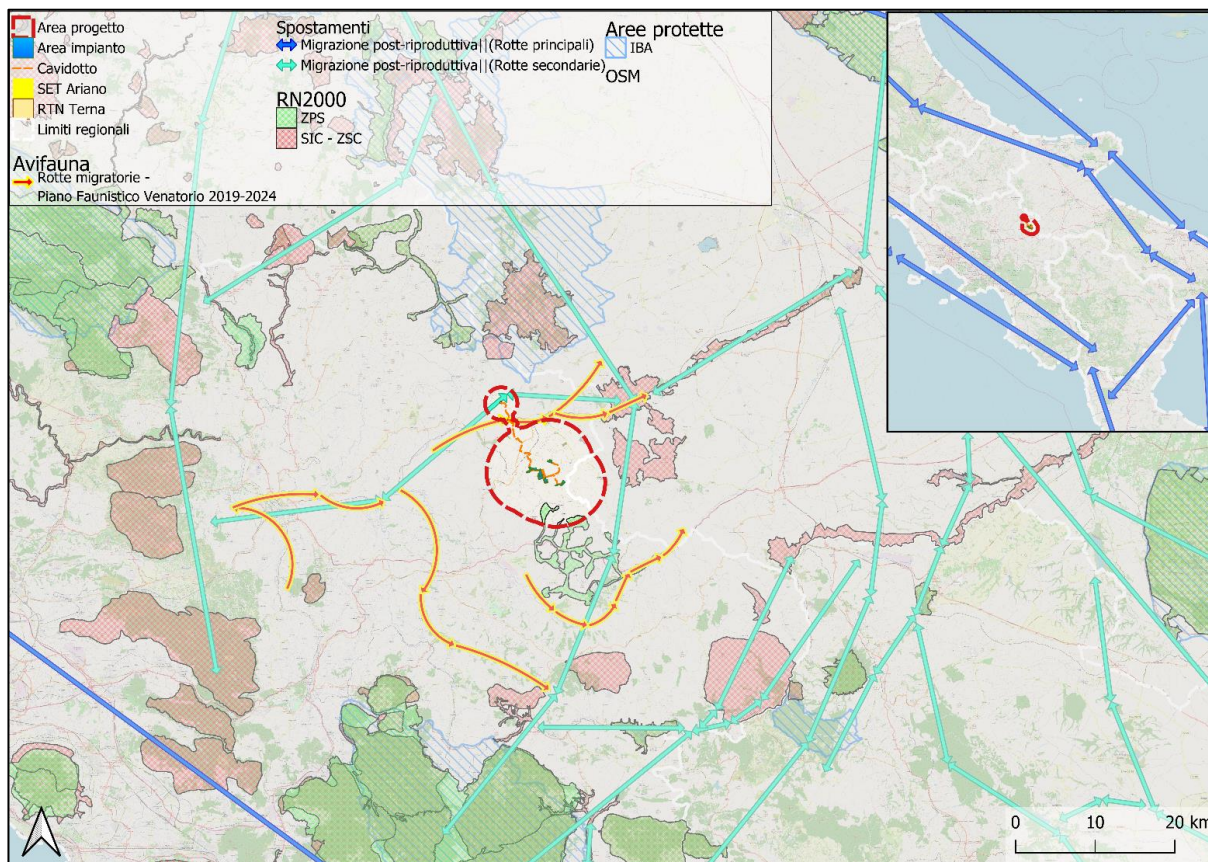 Area progetto
Area impianto
Cavidotto
SET Ariano
RTN Terna
Limiti regionali
Avifauna
Rotte migratorie -
Piano Faunistico Venatorio 2019-2024
Spostamenti
Migrazione post-riproduttiva||(Rotte principali)
Migrazione post-riproduttiva||(Rotte secondarie)
RN2000
ZPS
SIC - ZSC
Aree protette
IBA
OSM
0 10 20 km